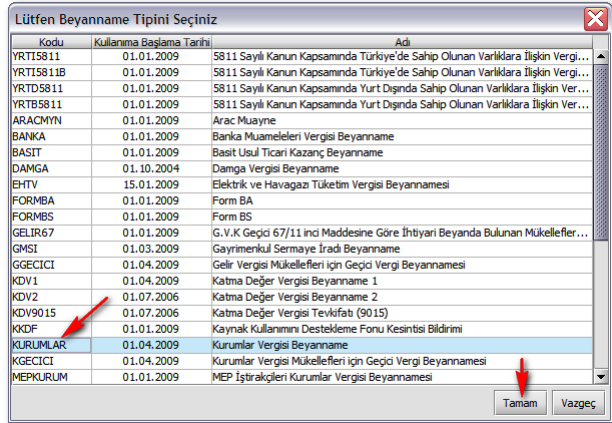 Lütfen Beyanname Tipini Seçiniz
Kodu Kullanıma Başlama Tarihi Adı
YRTI5811 01.01.2009 5811 Sayılı Kanun Kapsamında Türkiye'de Sahip Olunan Varlıklara İlişkin Vergi...
YRTI5811B 01.01.2009 5811 Sayılı Kanun Kapsamında Türkiye'de Sahip Olunan Varlıklara İlişkin Vergi...
YRTD5811 01.01.2009 5811 Sayılı Kanun Kapsamında Yurt Dışında Sahip Olunan Varlıklara İlişkin Ver...
YRTB5811 01.01.2009 5811 Sayılı Kanun Kapsamında Yurt Dışında Sahip Olunan Varlıklara İlişkin Ver...
ARACMYN 01.01.2009 Arac Muayne
BANKA 01.01.2009 Banka Muameleleri Vergisi Beyanname
BASIT 01.01.2009 Basit Usul Ticari Kazanç Beyanname
DAMGA 01.10.2004 Damga Vergisi Beyanname
EHTV 15.01.2009 Elektrik ve Havagazı Tüketim Vergisi Beyannamesi
FORMBA 01.01.2009 Form BA
FORMBS 01.01.2009 Form BS
GELIR67 01.01.2009 G.V.K Geçici 67/11 inci Maddesine Göre İhtiyari Beyanda Bulunan Mükellefler...
GMSI 01.03.2009 Gayrimenkul Sermaye İradı Beyanname
GGECICI 01.04.2009 Gelir Vergisi Mükellefleri için Geçici Vergi Beyannamesi
KDV1 01.04.2009 Katma Değer Vergisi Beyanname 1
KDV2 01.07.2006 Katma Değer Vergisi Beyanname 2
KDV9015 01.07.2006 Katma Değer Vergisi Tevkifatı (9015)
KKDF 01.01.2009 Kaynak Kullanımını Destekleme Fonu Kesintisi Bildirimi
KURUMLAR 01.04.2009 Kurumlar Vergisi Beyanname
KGECICI 01.04.2009 Kurumlar Vergisi Mükellefleri için Geçici Vergi Beyannamesi
MEPKURUM 01.01.2009 MEP İştirakçileri Kurumlar Vergisi Beyannamesi
Tamam Vazgeç